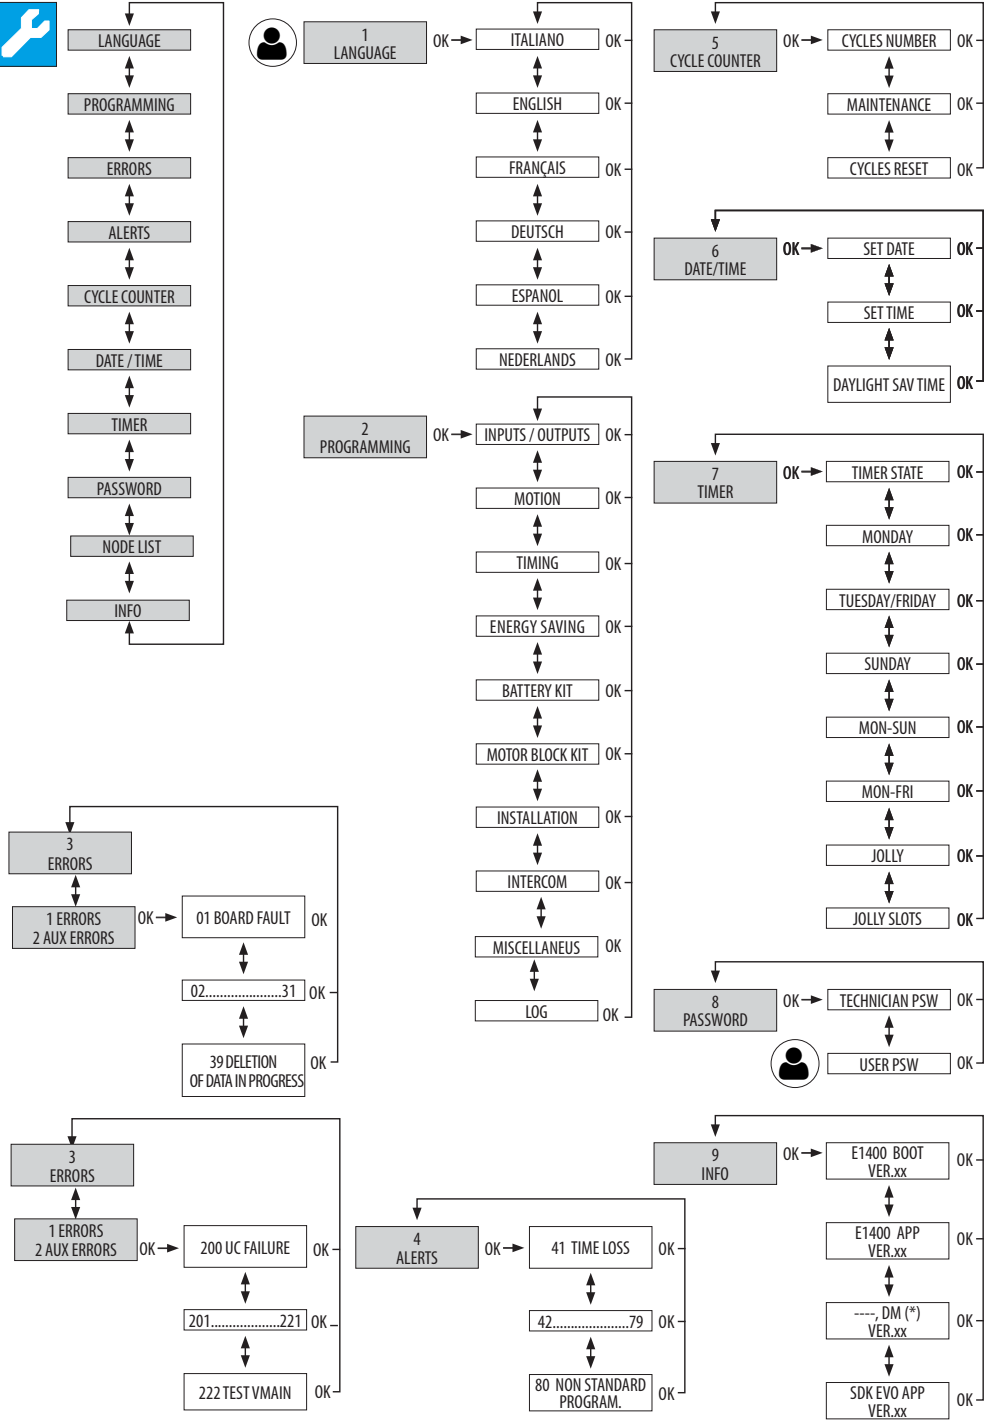 LANGUAGE
PROGRAMMING
ERRORS
ALERTS
CYCLE COUNTER
DATE / TIME
TIMER
PASSWORD
NODE LIST
INFO
1
LANGUAGE
OK
ITALIANO
OK
ENGLISH
OK
FRANÇAIS
OK
DEUTSCH
OK
ESPANOL
OK
NEDERLANDS
OK
2
PROGRAMMING
OK
INPUTS / OUTPUTS
OK
MOTION
OK
TIMING
OK
ENERGY SAVING
OK
BATTERY KIT
OK
MOTOR BLOCK KIT
OK
INSTALLATION
OK
INTERCOM
OK
MISCELLANEUS
OK
LOG
OK
3
ERRORS
1 ERRORS
2 AUX ERRORS
OK
01 BOARD FAULT
OK
02.....................31
OK
39 DELETION
OF DATA IN PROGRESS
OK
3
ERRORS
1 ERRORS
2 AUX ERRORS
OK
200 UC FAILURE
OK
201...................221
OK
222 TEST VMAIN
OK
4
ALERTS
OK
41 TIME LOSS
OK
42.....................79
OK
80 NON STANDARD
PROGRAM.
OK
5
CYCLE COUNTER
OK
CYCLES NUMBER
OK
MAINTENANCE
OK
CYCLES RESET
OK
6
DATE/TIME
OK
SET DATE
OK
SET TIME
OK
DAYLIGHT SAV TIME
OK
7
TIMER
OK
TIMER STATE
OK
MONDAY
OK
TUESDAY/FRIDAY
OK
SUNDAY
OK
MON-SUN
OK
MON-FRI
OK
JOLLY
OK
JOLLY SLOTS
OK
8
PASSWORD
OK
TECHNICIAN PSW
OK
USER PSW
OK
9
INFO
OK
E1400 BOOT
VER.xx
OK
E1400 APP
VER.xx
OK
----, DM (*)
VER.xx
OK
SDK EVO APP
VER.xx
OK